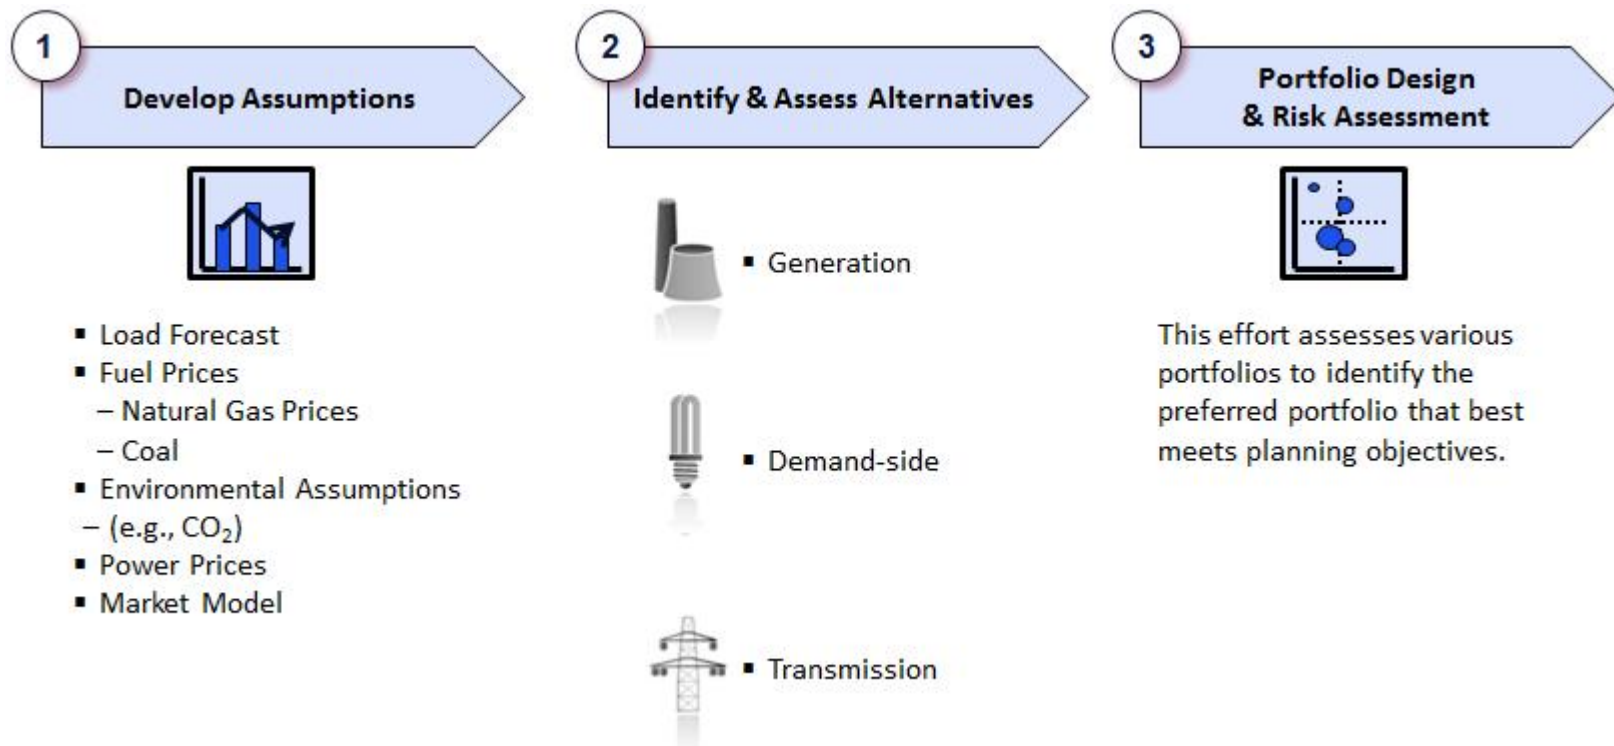 1
Develop Assumptions
▪ Load Forecast
▪ Fuel Prices
– Natural Gas Prices
– Coal
▪ Environmental Assumptions
– (e.g., CO₂)
▪ Power Prices
▪ Market Model
2
Identify & Assess Alternatives
▪ Generation
▪ Demand-side
▪ Transmission
3
Portfolio Design
& Risk Assessment
This effort assesses various
portfolios to identify the
preferred portfolio that best
meets planning objectives.